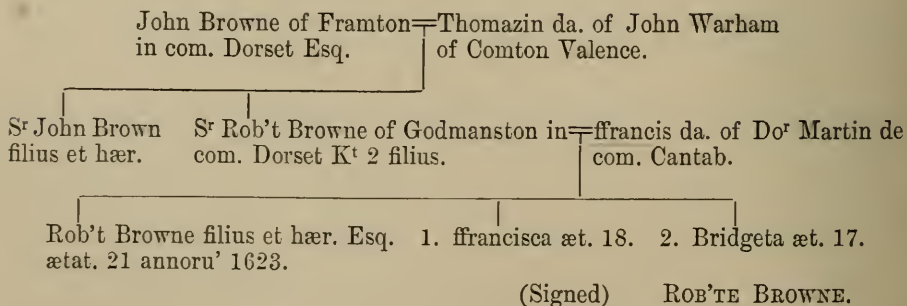 John Browne of Framton=Thomazin da. of John Warham
in com. Dorset Esq. of Comton Valence.
Sʳ John Brown
filius et hær.
Sʳ Rob't Browne of Godmanston in=ffrancis da. of Doʳ Martin de
com. Dorset Kᵗ 2 filius. com. Cantab.
Rob't Browne filius et hær. Esq. 1. ffrancisca æt. 18. 2. Bridgeta æt. 17.
ætat. 21 annoru' 1623.
(Signed) ROB'TE BROWNE.